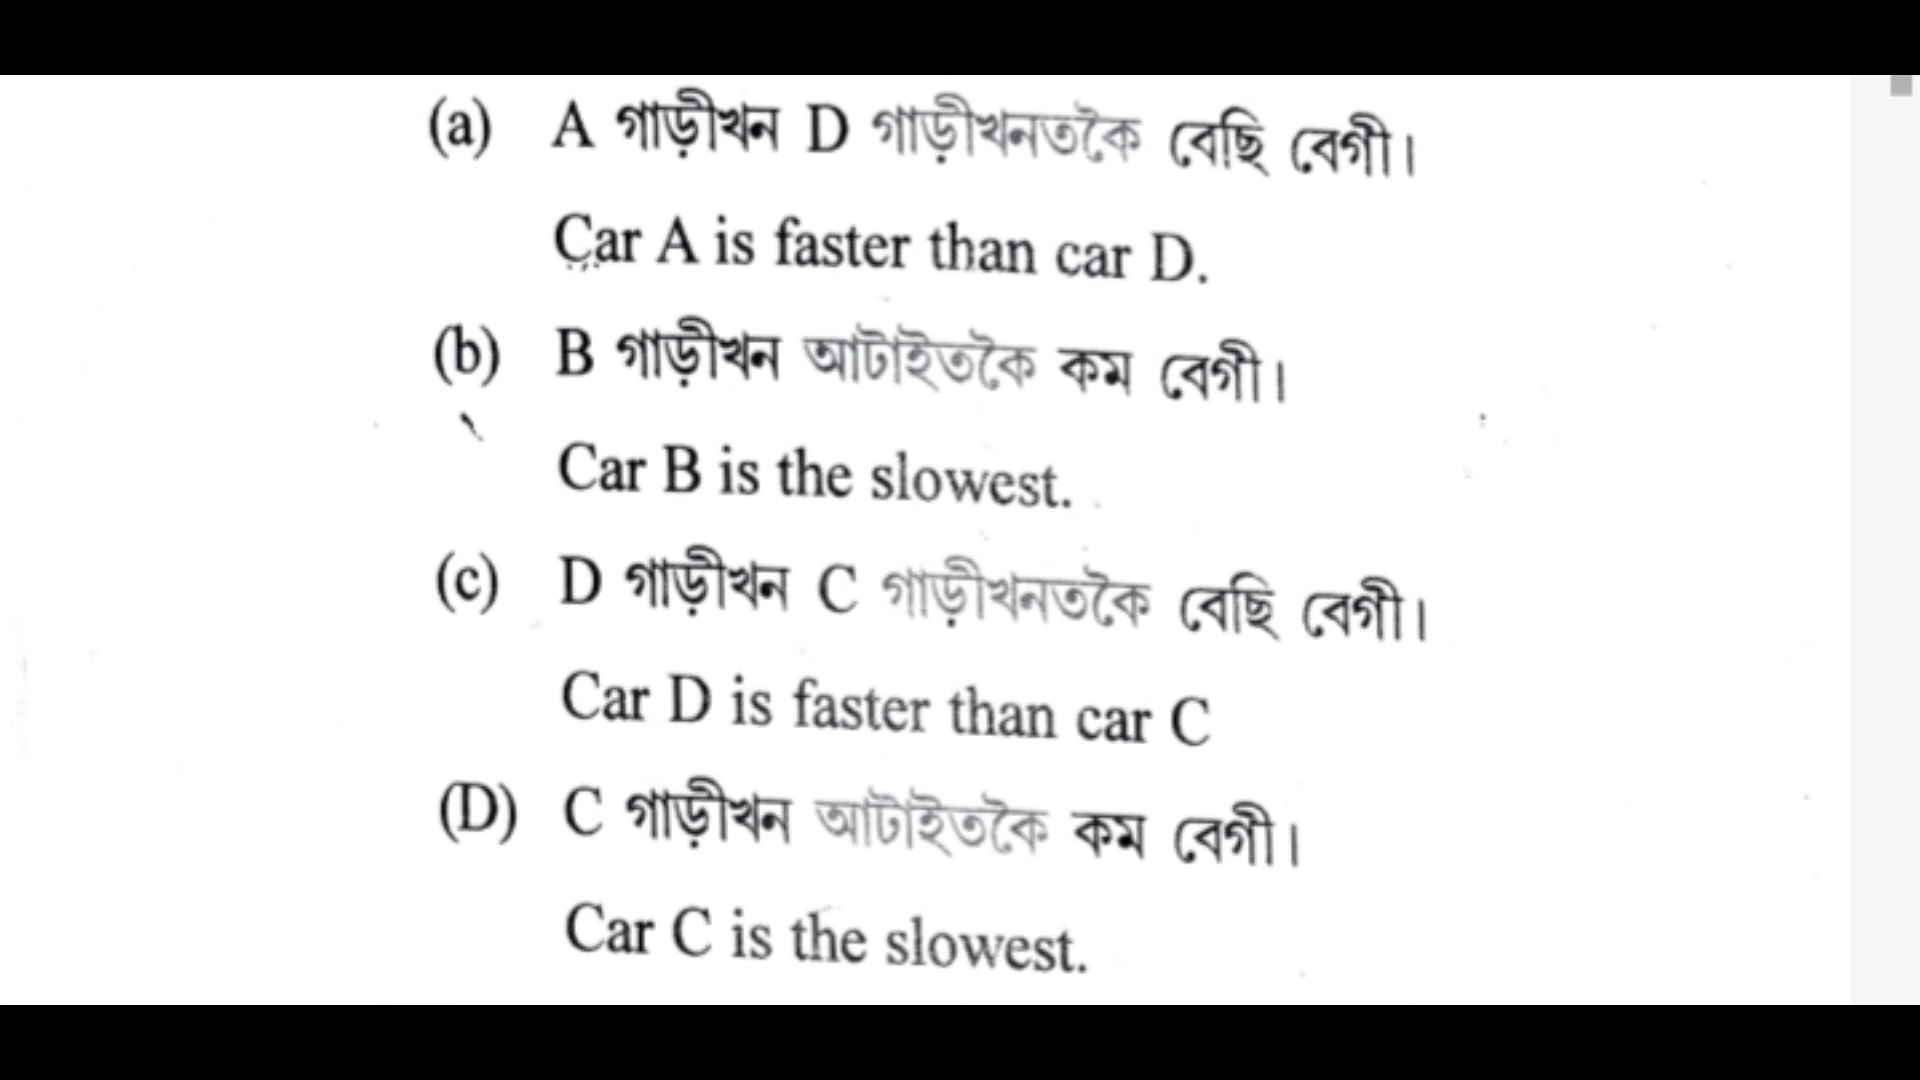 (a) A গাড়ীখন D গাড়ীখনতকৈ বেছি বেগী।
Car A is faster than car D.
(b) B গাড়ীখন আটাইতকৈ কম বেগী।
Car B is the slowest.
(c) D গাড়ীখন C গাড়ীখনতকৈ বেছি বেগী।
Car D is faster than car C
(D) C গাড়ীখন আটাইতকৈ কম বেগী।
Car C is the slowest.